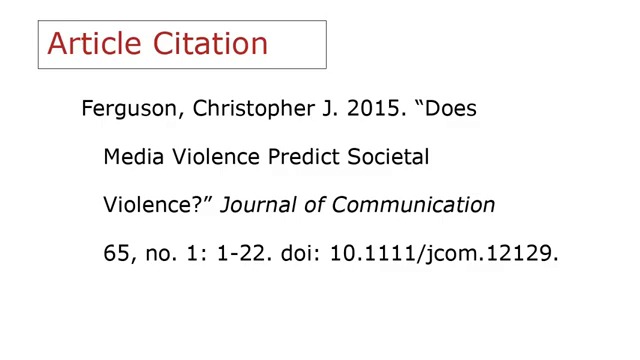 Article Citation
Ferguson, Christopher J. 2015. “Does
Media Violence Predict Societal
Violence?” Journal of Communication
65, no. 1: 1-22. doi: 10.1111/jcom.12129.